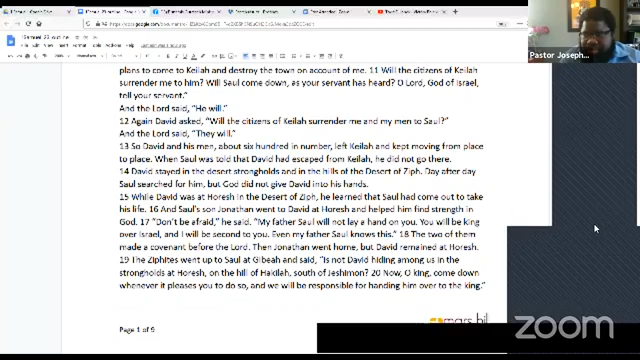 Pastor Joseph...
1Samuel 23 outline
plans to come to Keilah and destroy the town on account of me. 11 Will the citizens of Keilah
surrender me to him? Will Saul come down, as your servant has heard? O Lord, God of Israel,
tell your servant."
And the Lord said, "He will."
12 Again David asked, "Will the citizens of Keilah surrender me and my men to Saul?"
And the Lord said, "They will."
13 So David and his men, about six hundred in number, left Keilah and kept moving from place
to place. When Saul was told that David had escaped from Keilah, he did not go there.
14 David stayed in the desert strongholds and in the hills of the Desert of Ziph. Day after day
Saul searched for him, but God did not give David into his hands.
15 While David was at Horesh in the Desert of Ziph, he learned that Saul had come out to take
his life. 16 And Saul's son Jonathan went to David at Horesh and helped him find strength in
God. 17 "Don't be afraid," he said. "My father Saul will not lay a hand on you. You will be king
over Israel, and I will be second to you. Even my father Saul knows this." 18 The two of them
made a covenant before the Lord. Then Jonathan went home, but David remained at Horesh.
19 The Ziphites went up to Saul at Gibeah and said, "Is not David hiding among us in the
strongholds at Horesh, on the hill of Hakilah, south of Jeshimon? 20 Now, O king, come down
whenever it pleases you to do so, and we will be responsible for handing him over to the king."
mars hill
Page 1 of 9
zoom